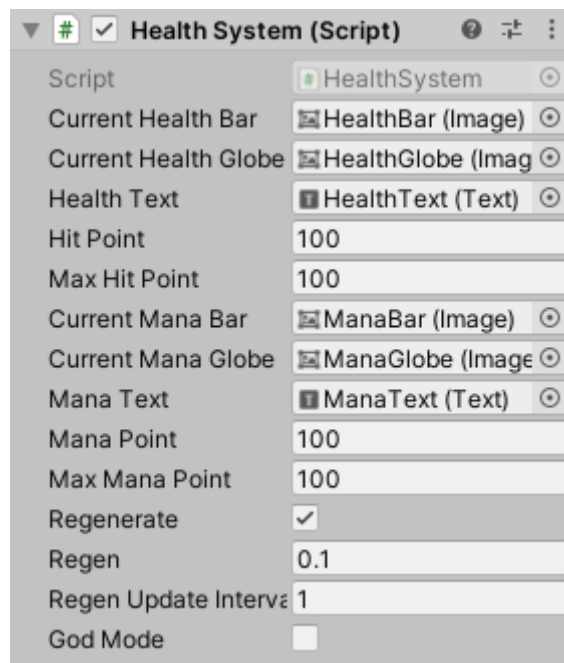 # Health System (Script)
Script # HealthSystem
Current Health Bar HealthBar (Image)
Current Health Globe HealthGlobe (Imag
Health Text T HealthText (Text)
Hit Point 100
Max Hit Point 100
Current Mana Bar ManaBar (Image)
Current Mana Globe ManaGlobe (Image
Mana Text T ManaText (Text)
Mana Point 100
Max Mana Point 100
Regenerate
Regen 0.1
Regen Update Interva 1
God Mode